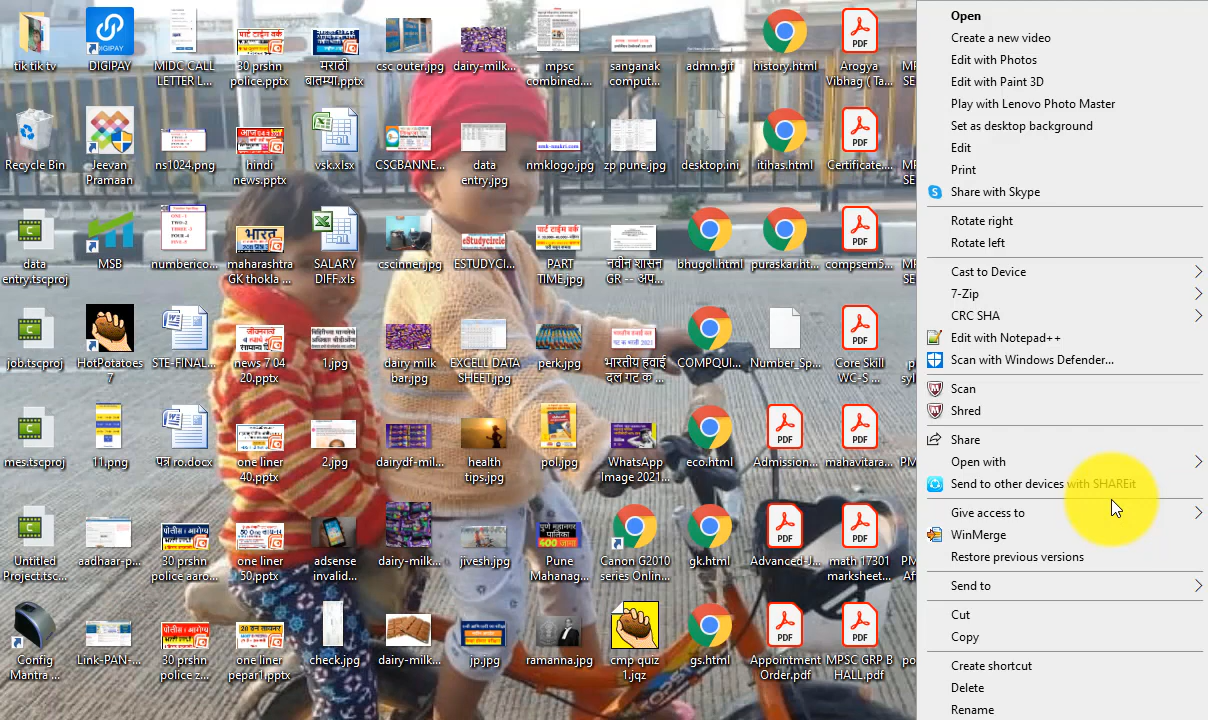 tik tik tv
DIGIPAY
MIDC CALL
LETTER L...
30 prshn
police.pptx
मराठी
बातम्या.pptx
csc outer.jpg
dairy-milk...
mpsc
combined....
sanganak
comput...
admn.gif
history.html
Arogya
Vibhag ( Ta...
Recycle Bin
Jeevan
Pramaan
ns1024.png
hindi
news.pptx
vsk.xlsx
CSCBANNE...
data
entry.jpg
nmklogo.jpg
zp pune.jpg
desktop.ini
itihas.html
Certificate....
data
entry.tscproj
MSB
numberico...
maharashtra
GK thokla ...
SALARY
DIFF.xls
cscinner.jpg
ESTUDYCI...
PART
TIME.jpg
नवीन शासन
GR -- अप...
bhugol.html
puraskar.ht...
compsem5...
job.tscproj
HotPotatoes
7
STE-FINAL...
news 7 04
20.pptx
1.jpg
dairy milk
bar.jpg
EXCELL DATA
SHEET.jpg
perk.jpg
भारतीय हवाई
दल गट क ...
COMPQUI...
Number_Sp...
Core Skill
WC-S ...
mes.tscproj
11.png
पत्र ro.docx
one liner
40.pptx
2.jpg
dairydf-mil...
health
tips.jpg
pol.jpg
WhatsApp
Image 2021...
eco.html
Admission...
mahavitara...
Untitled
Project.tsc...
aadhaar-p...
30 prshn
police aaro...
one liner
50.pptx
adsense
invalid...
dairy-milk...
jivesh.jpg
Pune
Mahanag...
Canon G2010
series Onlin...
gk.html
Advanced-J...
math 17301
marksheet...
Config
Mantra ...
Link-PAN-...
30 prshn
police z...
one liner
pepar1.pptx
check.jpg
dairy-milk...
jp.jpg
ramanna.jpg
cmp quiz
1.jqz
gs.html
Appointment
Order.pdf
MPSC GRP B
HALL.pdf
Open
Create a new video
Edit with Photos
Edit with Paint 3D
Play with Lenovo Photo Master
Set as desktop background
Edit
Print
Share with Skype
Rotate right
Rotate left
Cast to Device
7-Zip
CRC SHA
Edit with Notepad++
Scan with Windows Defender...
Scan
Shred
Share
Open with
Send to other devices with SHAREit
Give access to
WinMerge
Restore previous versions
Send to
Cut
Copy
Create shortcut
Delete
Rename